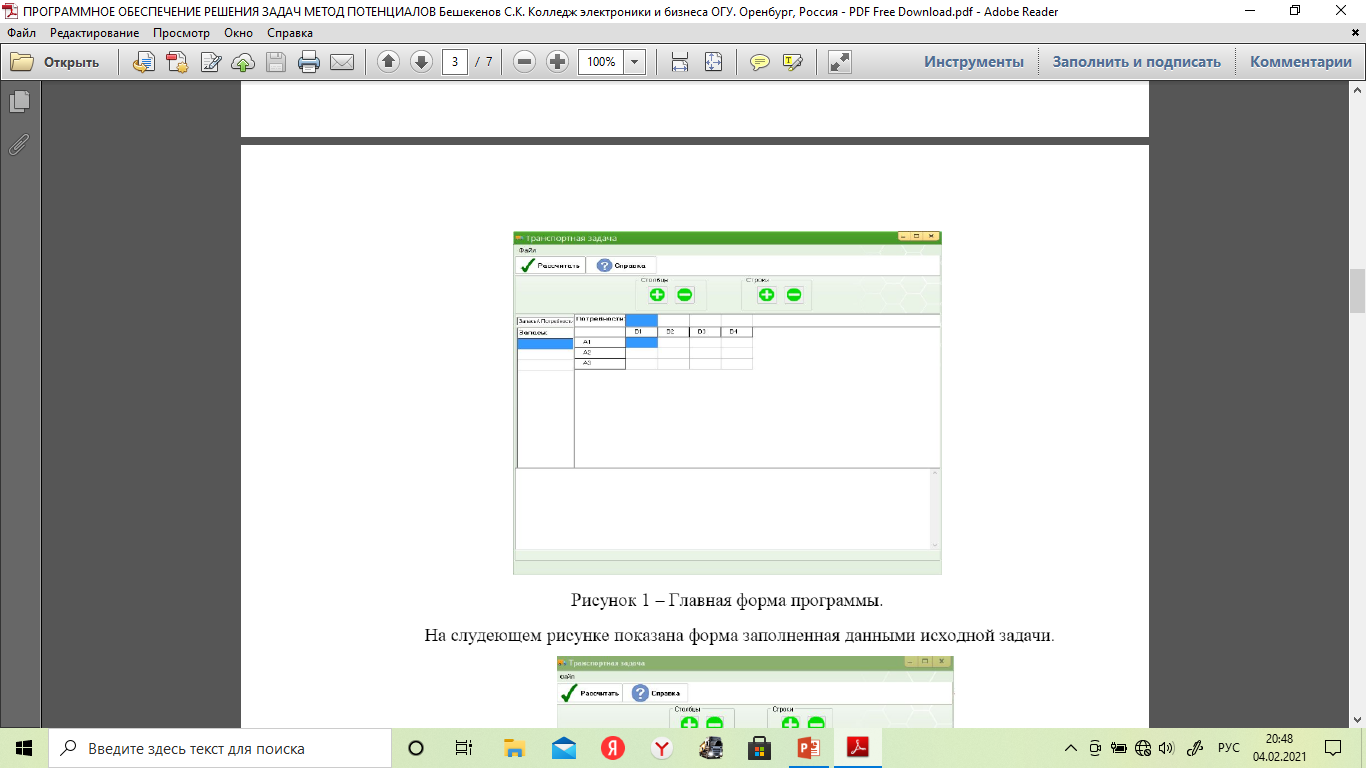 ПРОГРАММНОЕ ОБЕСПЕЧЕНИЕ РЕШЕНИЯ ЗАДАЧ МЕТОД ПОТЕНЦИАЛОВ Бешекенов С.К. Колледж электроники и бизнеса ОГУ. Оренбург, Россия - PDF Free Download.pdf - Adobe Reader
Файл Редактирование Просмотр Окно Справка
Открыть 3 / 7 100% Инструменты Заполнить и подписать Комментарии
Транспортная задача
Файл
Рассчитать Справка
Столбцы Строки
Запасы\ Потребность Потребности
Запасы: B1 B2 B3 B4
A1
A2
A3
Рисунок 1 – Главная форма программы.
На слудеющем рисунке показана форма заполненная данными исходной задачи.
Транспортная задача
Файл
Рассчитать Справка
Столбцы Строки
Введите здесь текст для поиска
РУС 20:48
04.02.2021